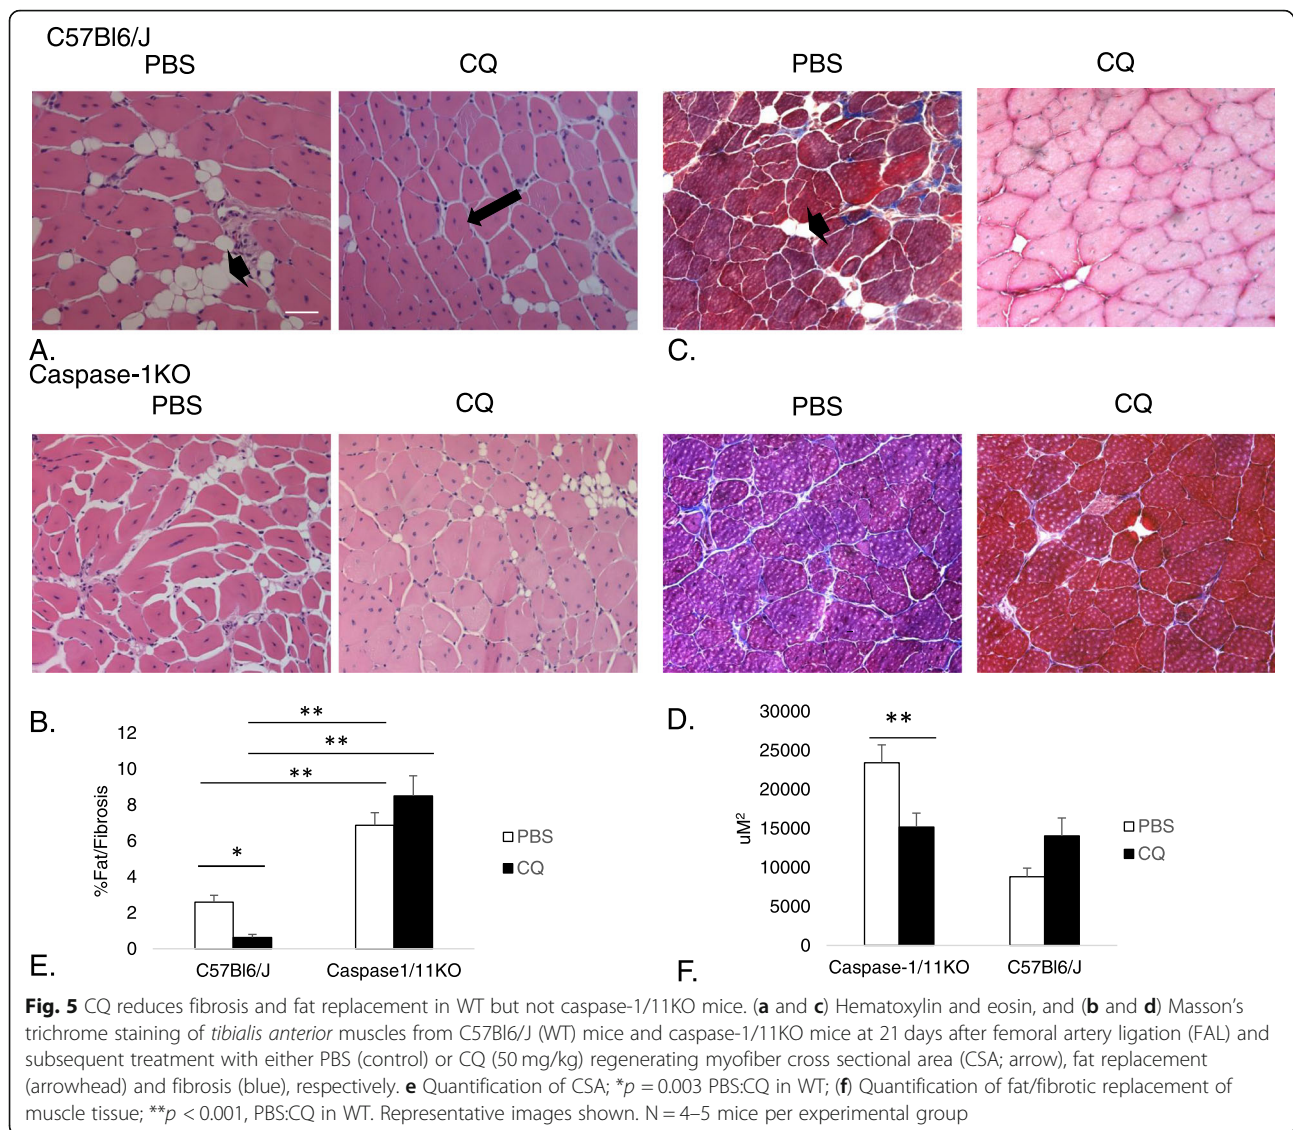 C57Bl6/J
PBS
CQ
PBS
CQ
A.
C.
Caspase-1KO
PBS
CQ
PBS
CQ
B.
D.
%Fat/Fibrosis
12
10
8
6
4
2
0
**
**
**
*
PBS
CQ
C57Bl6/J
Caspase1/11KO
E.
uM²
30000
25000
20000
15000
10000
5000
0
**
PBS
CQ
Caspase-1/11KO
C57Bl6/J
F.
Fig. 5 CQ reduces fibrosis and fat replacement in WT but not caspase-1/11KO mice. (a and c) Hematoxylin and eosin, and (b and d) Masson's
trichrome staining of tibialis anterior muscles from C57Bl6/J (WT) mice and caspase-1/11KO mice at 21 days after femoral artery ligation (FAL) and
subsequent treatment with either PBS (control) or CQ (50 mg/kg) regenerating myofiber cross sectional area (CSA; arrow), fat replacement
(arrowhead) and fibrosis (blue), respectively. e Quantification of CSA; *p = 0.003 PBS:CQ in WT; (f) Quantification of fat/fibrotic replacement of
muscle tissue; **p < 0.001, PBS:CQ in WT. Representative images shown. N = 4–5 mice per experimental group